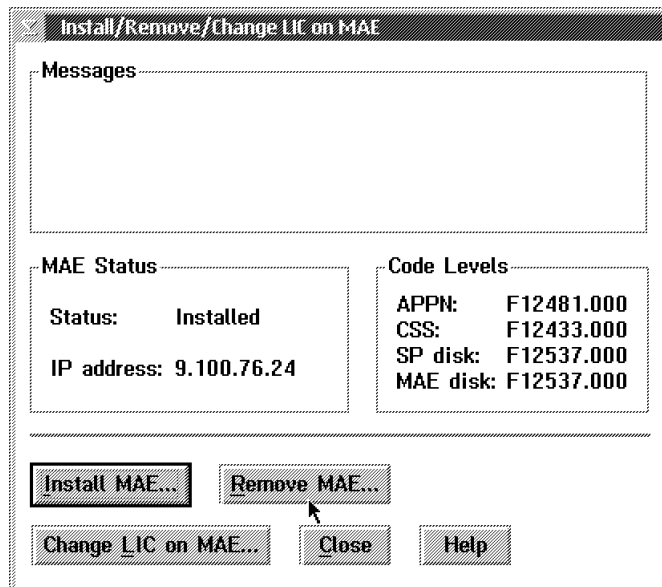 Install/Remove/Change LIC on MAE
Messages
MAE Status
Status: Installed
IP address: 9.100.76.24
Code Levels
APPN: F12481.000
CSS: F12433.000
SP disk: F12537.000
MAE disk: F12537.000
Install MAE... Remove MAE...
Change LIC on MAE... Close Help